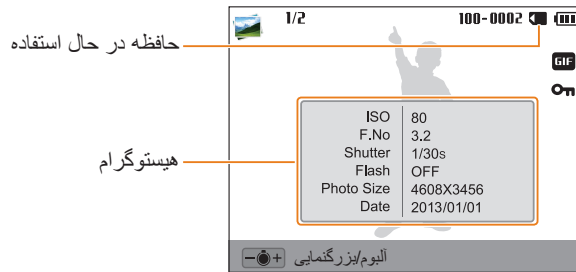 1/2 100-0002
حافظه در حال استفاده
GIF
ISO 80
F.No 3.2
Shutter 1/30s
هیستوگرام
Flash OFF
Photo Size 4608X3456
Date 2013/01/01
آلبوم/بزرگنمایی